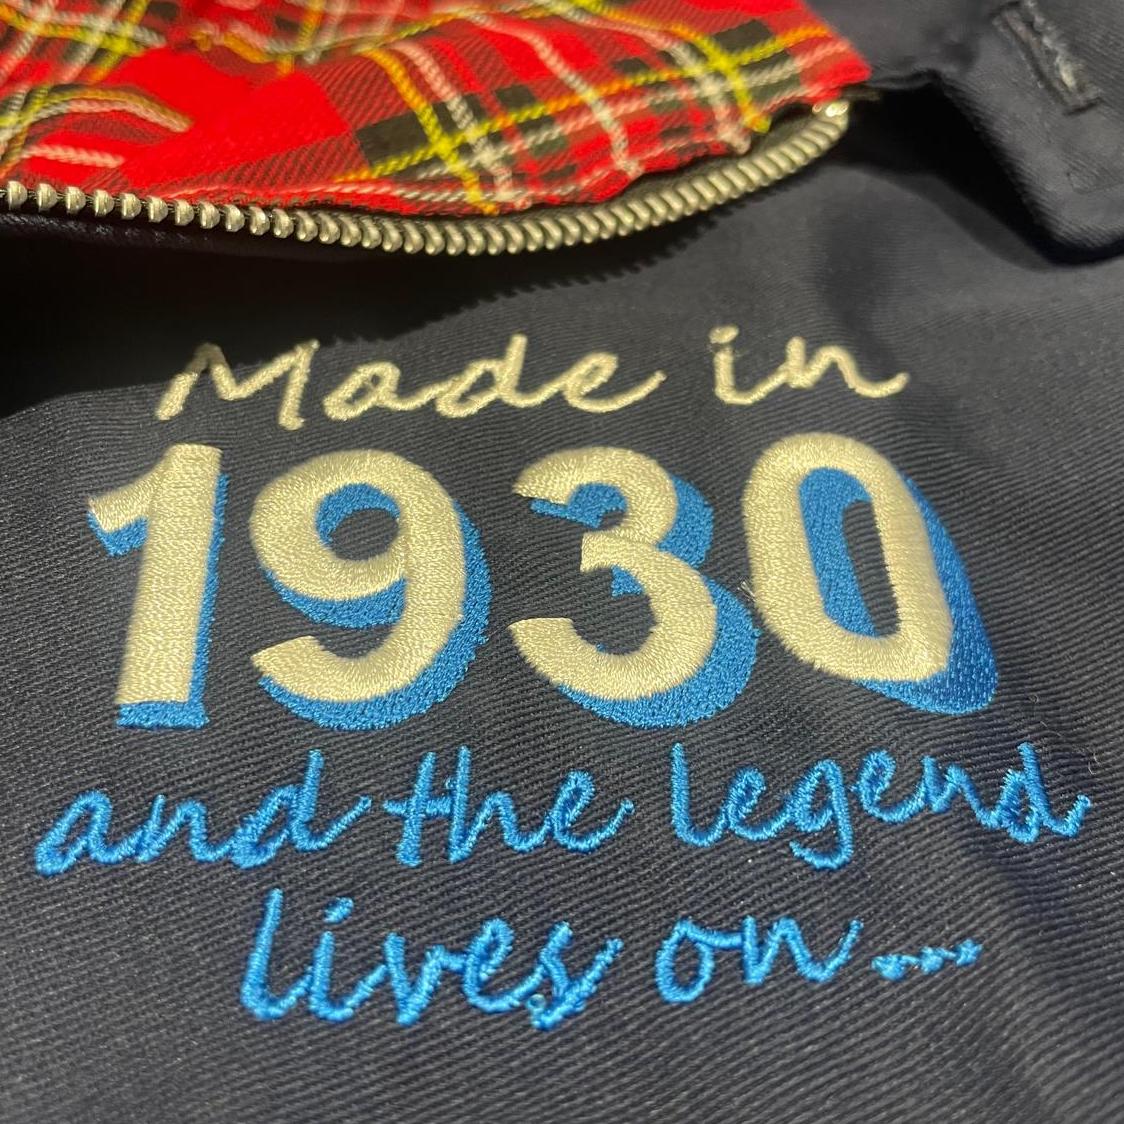 Made in
1930
and the legend
lives on...